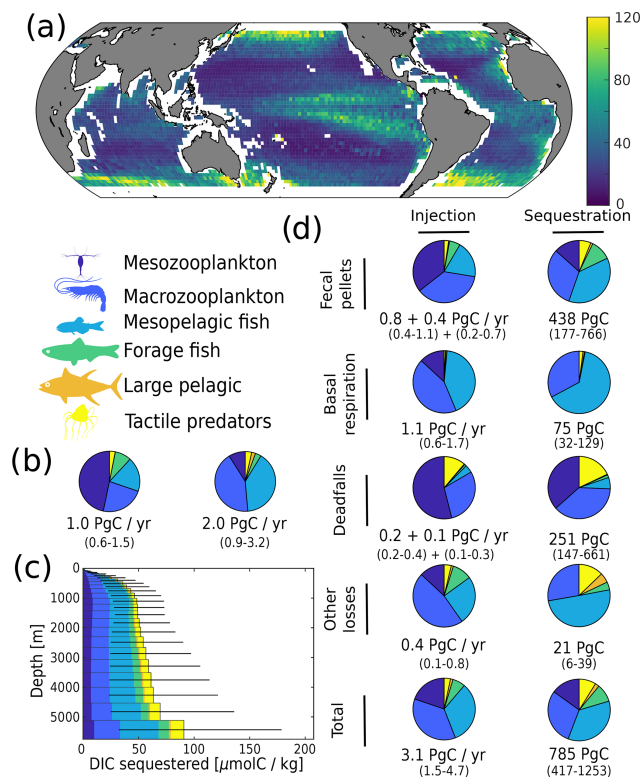 (a)
120
80
40
0
(d)
Injection
Sequestration
Mesozooplankton
Macrozooplankton
Mesopelagic fish
Forage fish
Large pelagic
Tactile predators
Fecal
pellets
0.8 + 0.4 PgC / yr
(0.4-1.1) + (0.2-0.7)
438 PgC
(177-766)
Basal
respiration
1.1 PgC / yr
(0.6-1.7)
75 PgC
(32-129)
(b)
1.0 PgC / yr
(0.6-1.5)
2.0 PgC / yr
(0.9-3.2)
Deadfalls
0.2 + 0.1 PgC / yr
(0.2-0.4) + (0.1-0.3)
251 PgC
(147-661)
(c)
0
1000
2000
3000
4000
5000
Depth [m]
0
50
100
150
200
DIC sequestered [μmolC / kg]
Other
losses
0.4 PgC / yr
(0.1-0.8)
21 PgC
(6-39)
Total
3.1 PgC / yr
(1.5-4.7)
785 PgC
(417-1253)